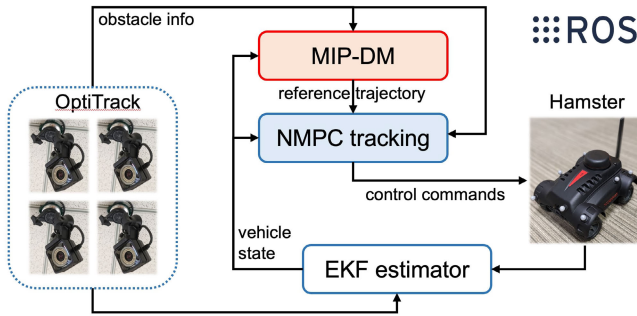 obstacle info
ROS
MIP-DM
OptiTrack
reference trajectory
Hamster
NMPC tracking
control commands
vehicle
state
EKF estimator